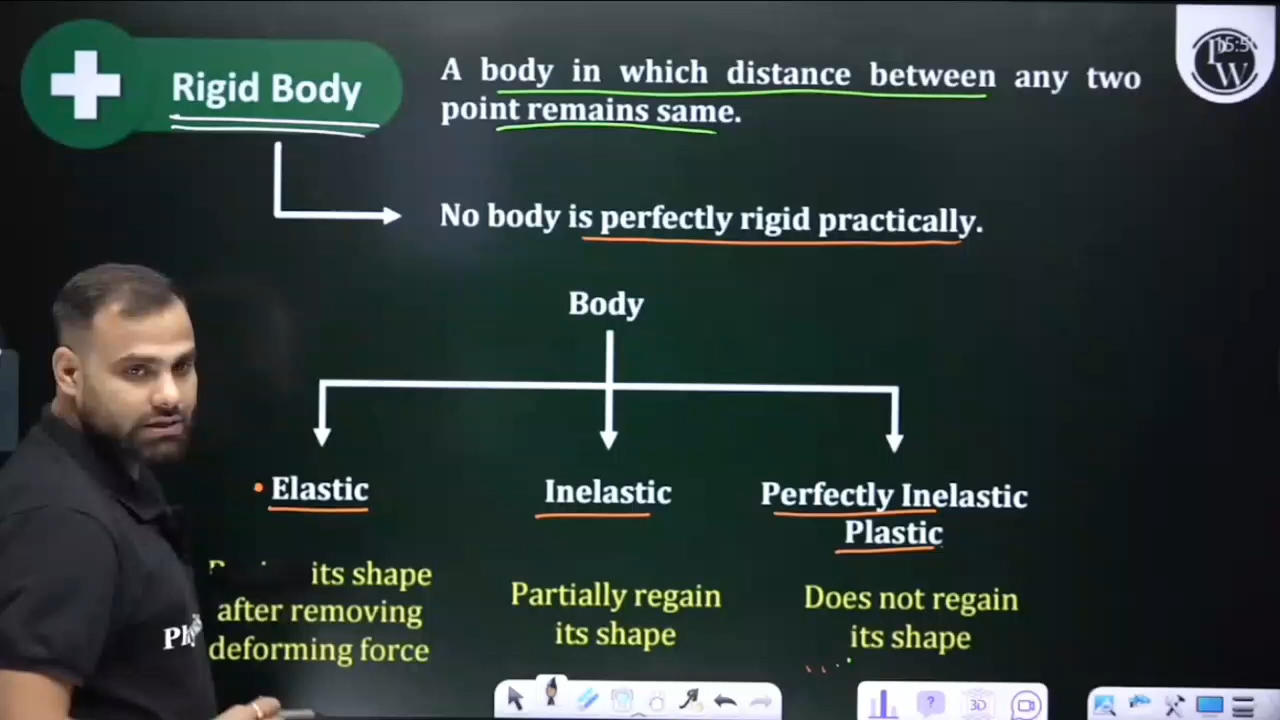 Rigid Body
A body in which distance between any two
point remains same.
No body is perfectly rigid practically.
Body
Elastic
Inelastic
Perfectly Inelastic
Plastic
its shape
after removing
deforming force
Partially regain
its shape
Does not regain
its shape
PW
?
3D